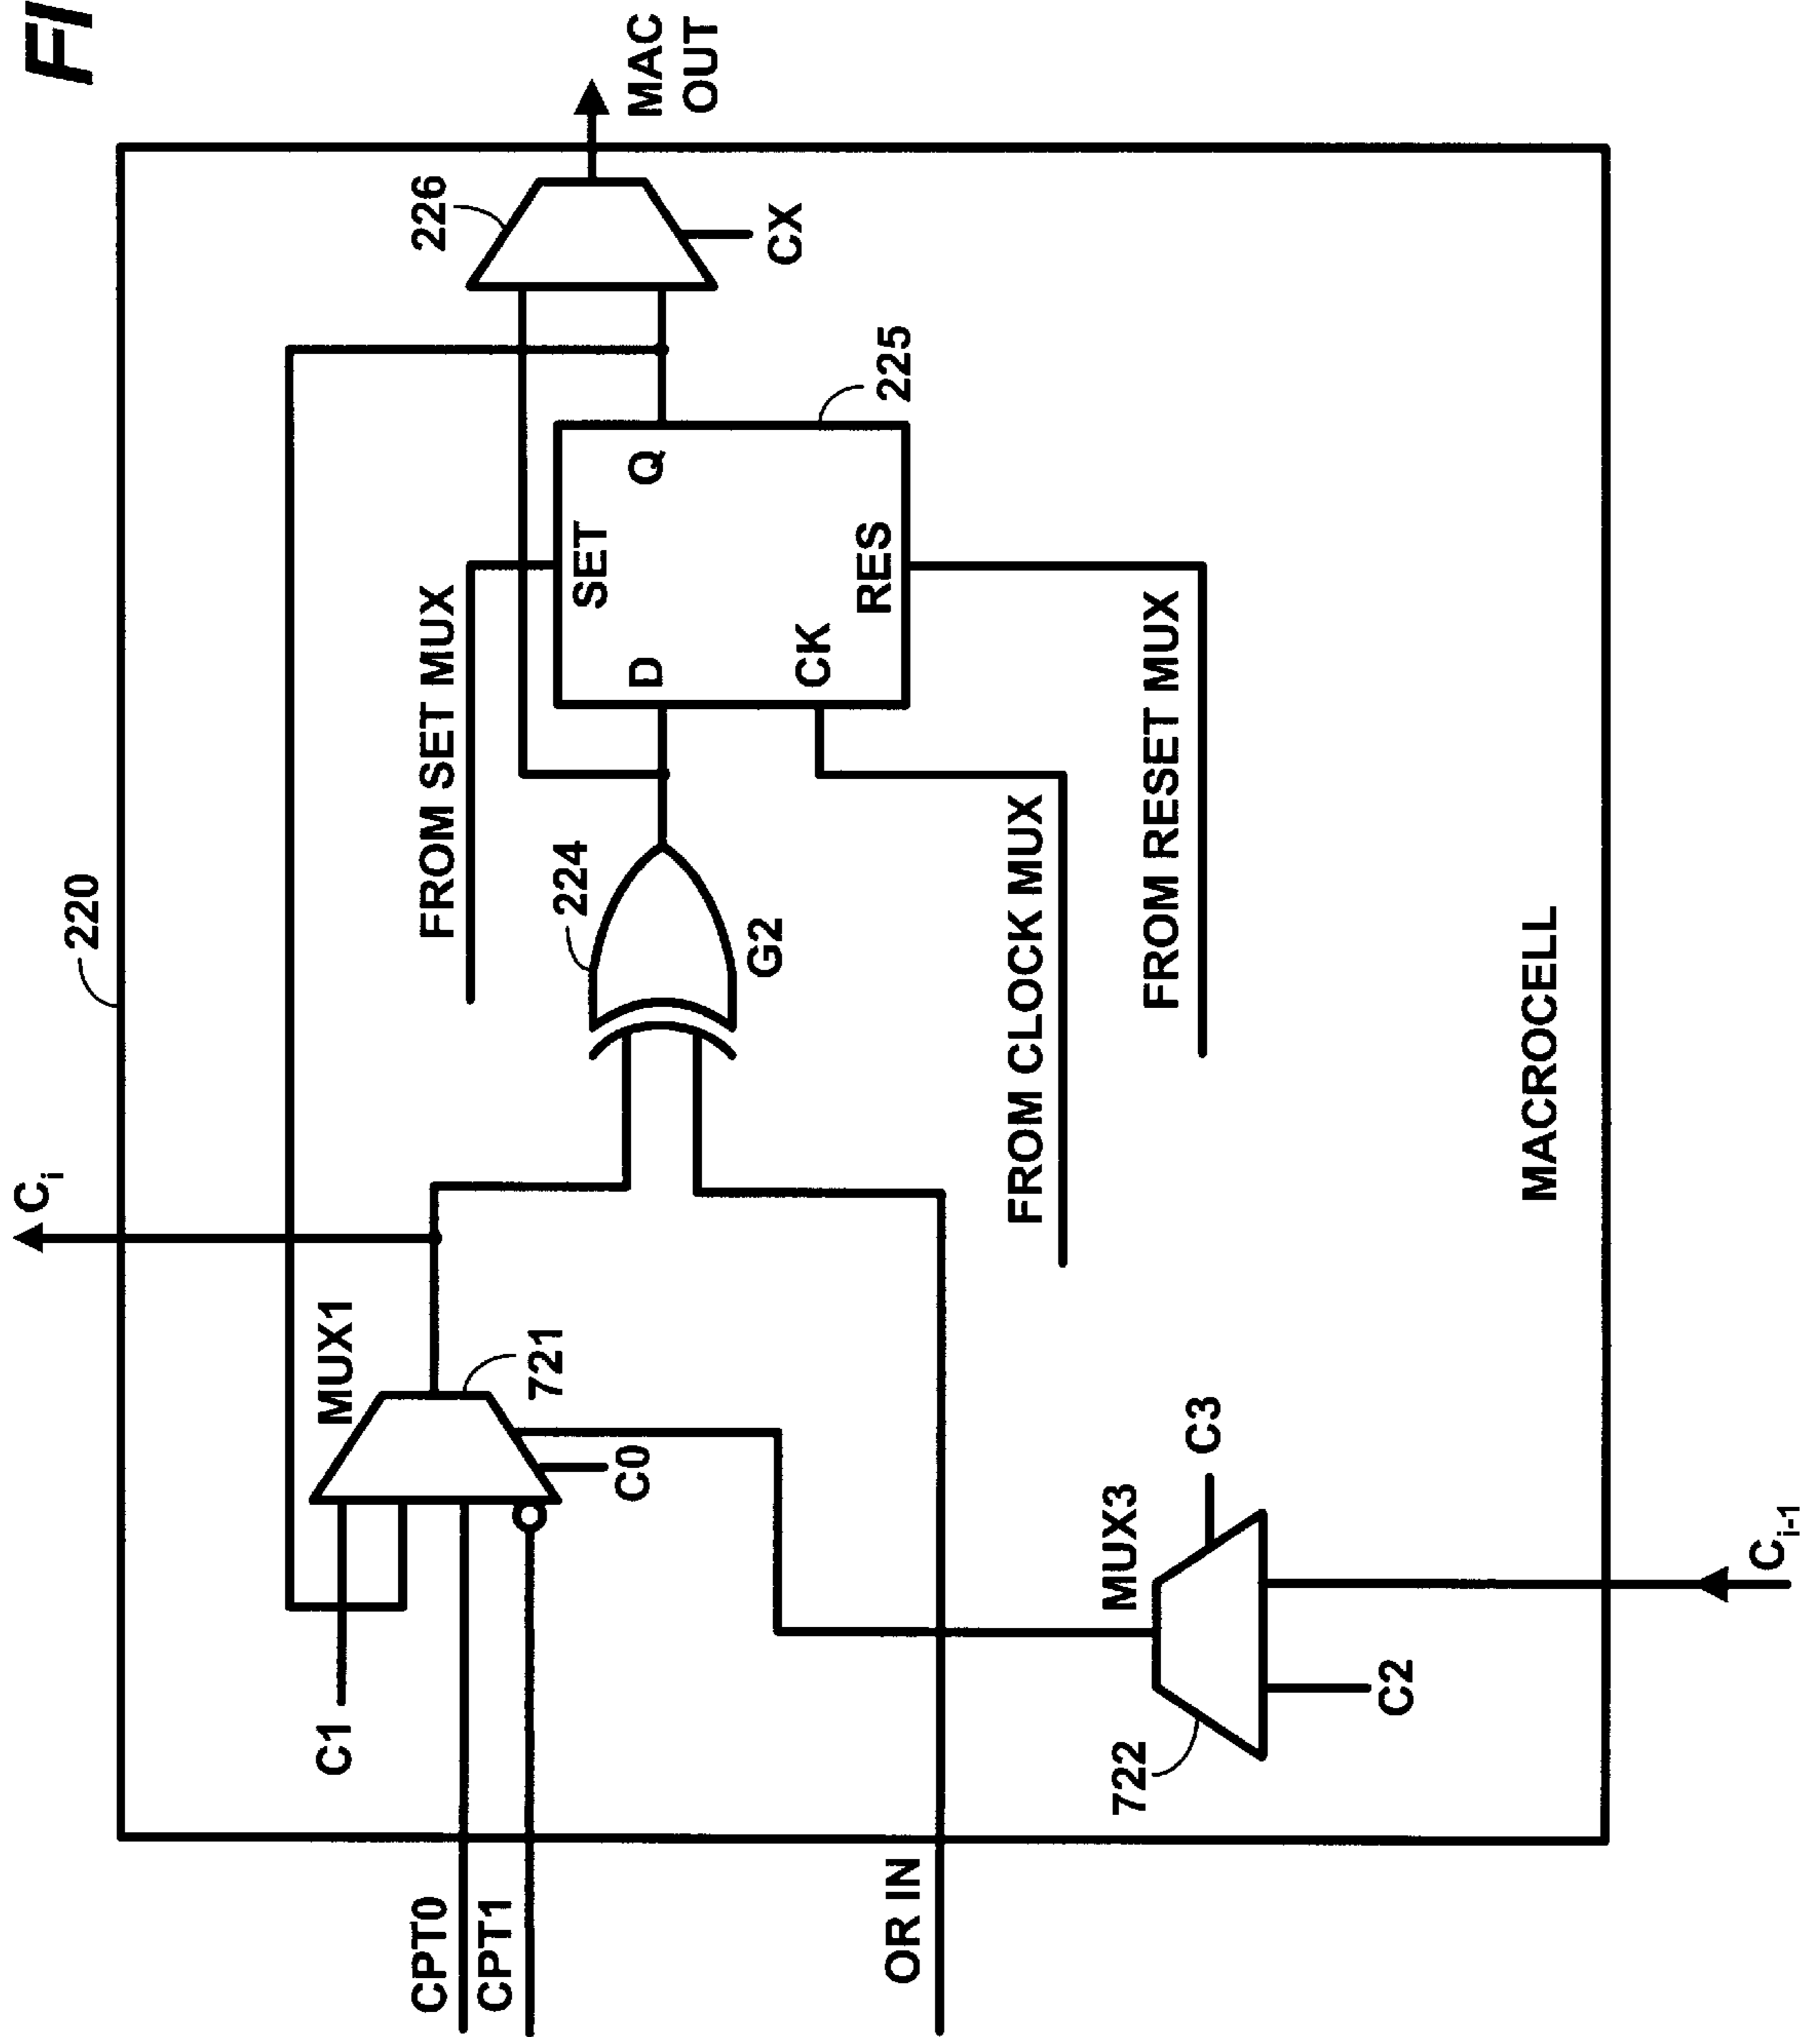 FI
220
Ci
MUX1
721
C0
C1
CPT0
CPT1
OR IN
FROM SET MUX
224
G2
SET
D
Q
CK
RES
225
226
CX
MAC
OUT
FROM CLOCK MUX
FROM RESET MUX
MUX3
C3
722
C2
Ci-1
MACROCELL